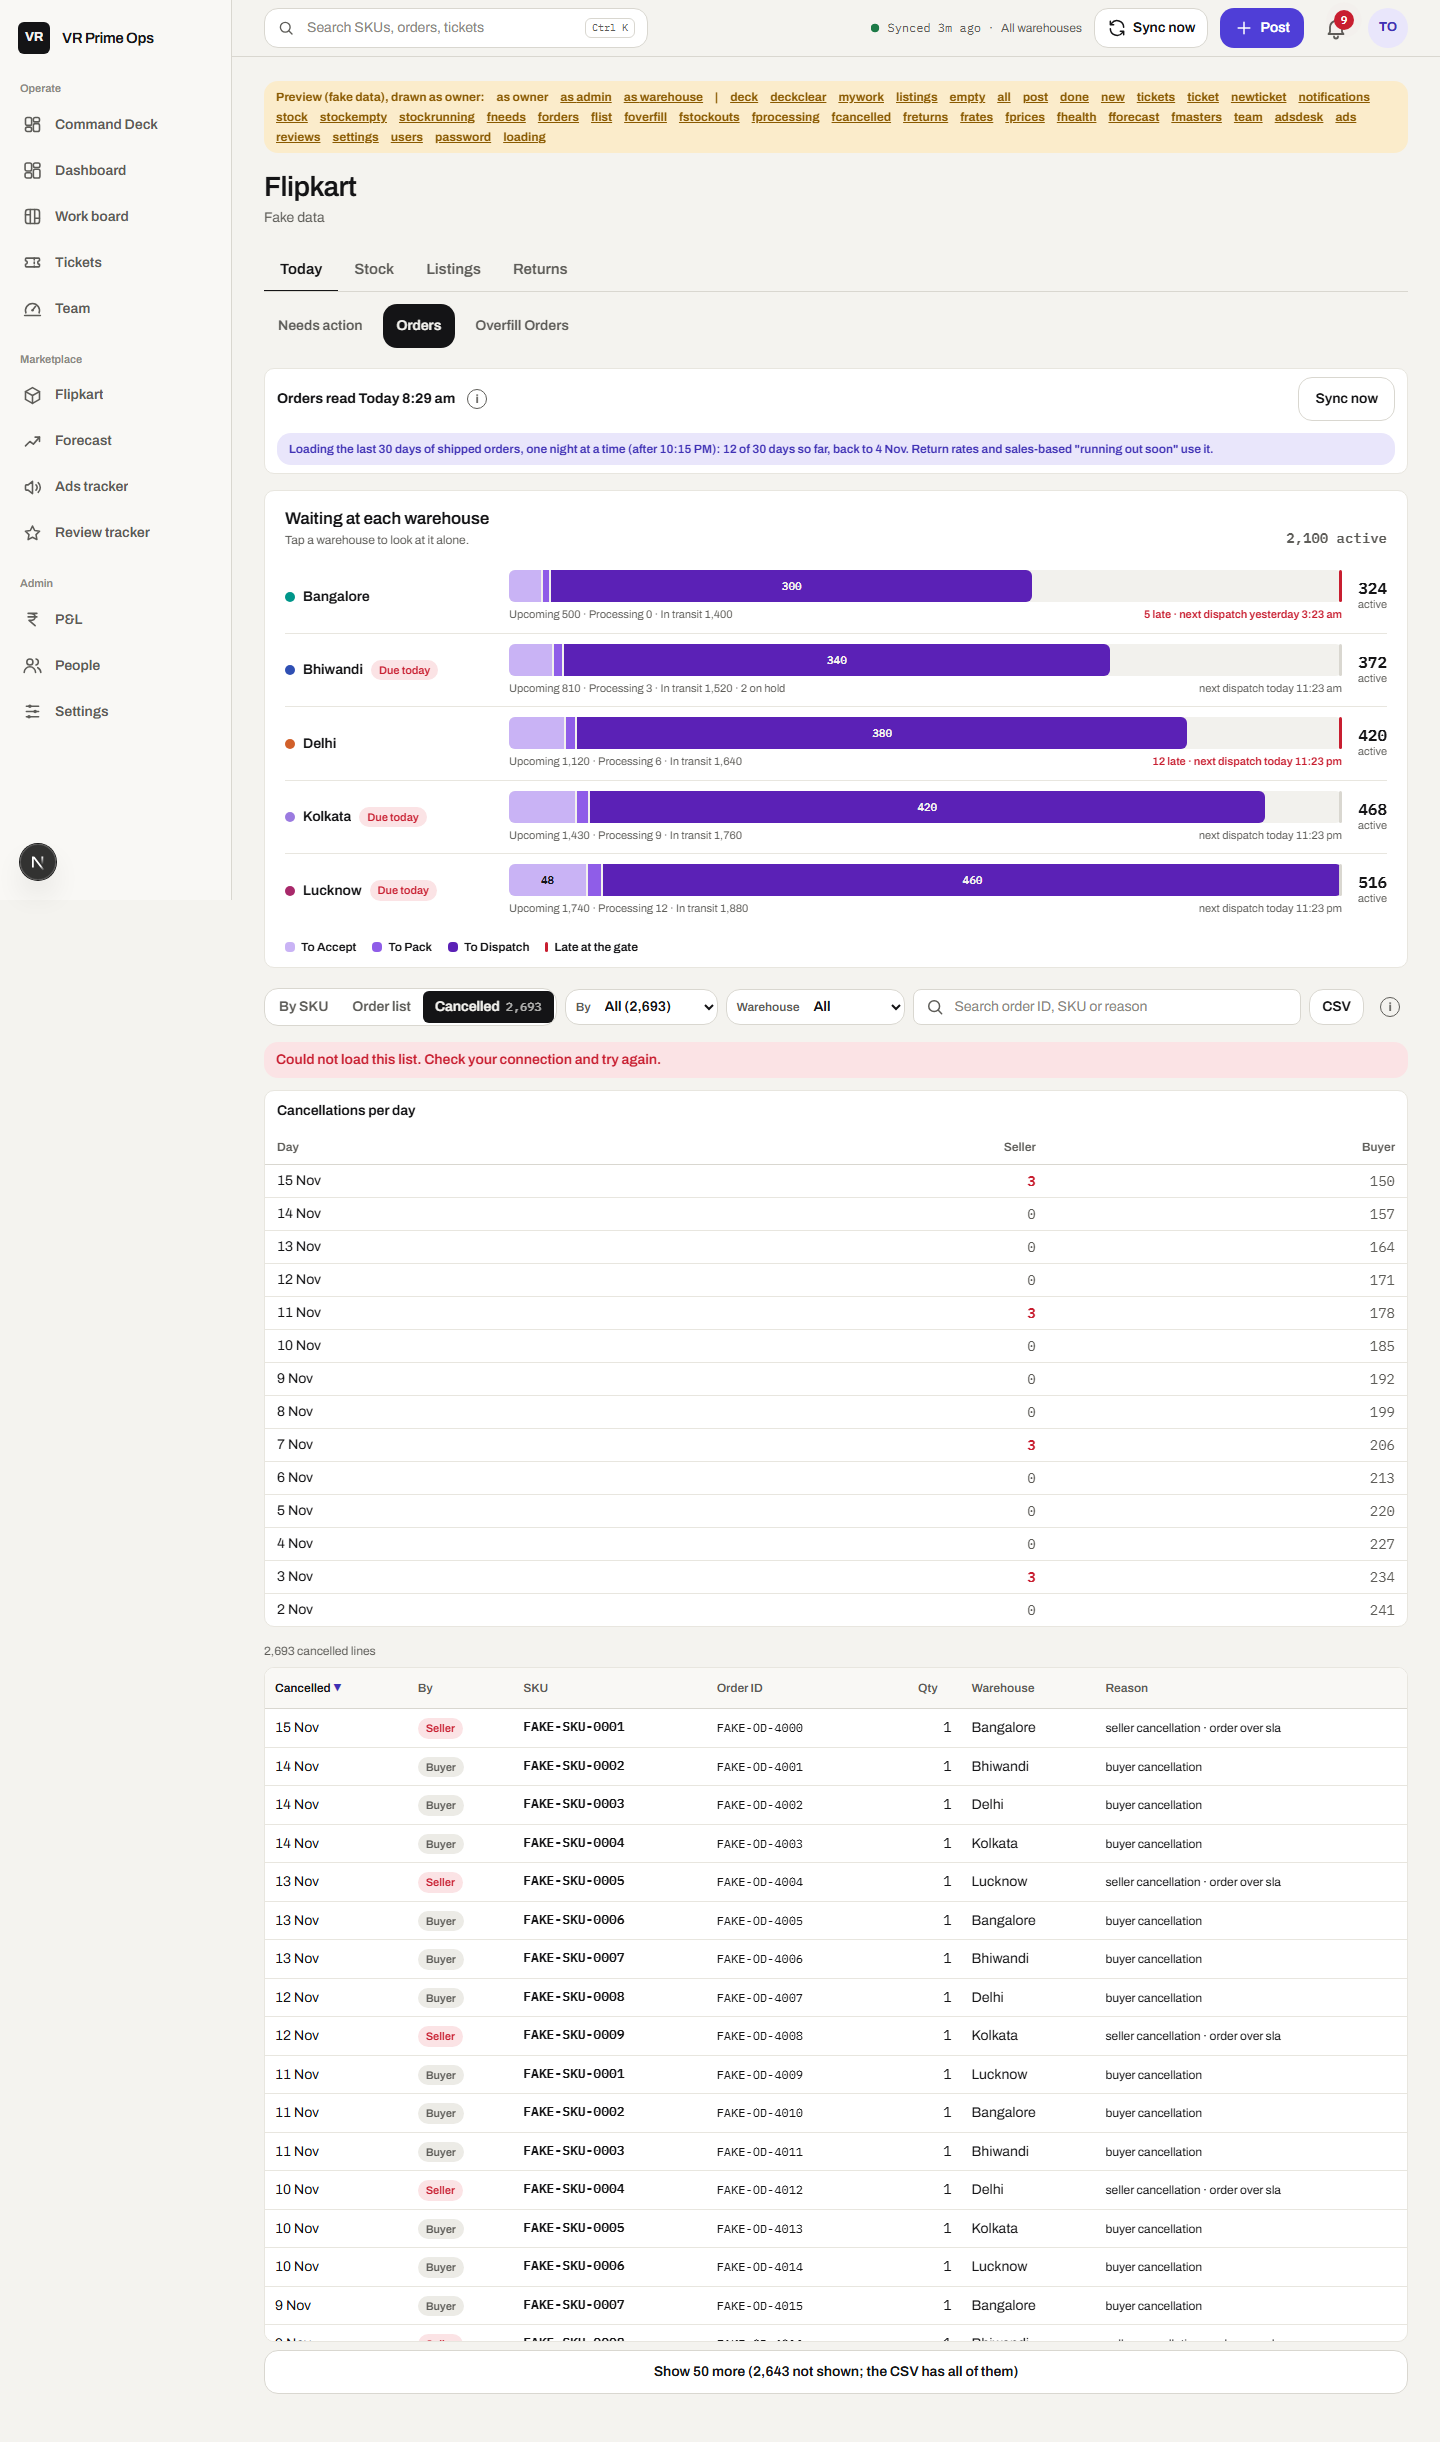 VR VR Prime Ops
Search SKUs, orders, tickets Ctrl K
Synced 3m ago · All warehouses Sync now Post 9 TO
Operate
Command Deck
Dashboard
Work board
Tickets
Team
Marketplace
Flipkart
Forecast
Ads tracker
Review tracker
Admin
P&L
People
Settings
N
Preview (fake data), drawn as owner: as owner as admin as warehouse | deck deckclear mywork listings empty all post done new tickets ticket newticket notifications
stock stockempty stockrunning fneeds forders flist foverfill fstockouts fprocessing fcancelled freturns frates fprices fhealth fforecast fmasters team adsdesk ads
reviews settings users password loading
Flipkart
Fake data
Today Stock Listings Returns
Needs action Orders Overfill Orders
Orders read Today 8:29 am i Sync now
Loading the last 30 days of shipped orders, one night at a time (after 10:15 PM): 12 of 30 days so far, back to 4 Nov. Return rates and sales-based "running out soon" use it.
Waiting at each warehouse
Tap a warehouse to look at it alone. 2,100 active
Bangalore 300 324 active
Upcoming 500 · Processing 0 · In transit 1,400 5 late · next dispatch yesterday 3:23 am
Bhiwandi Due today 340 372 active
Upcoming 810 · Processing 3 · In transit 1,520 · 2 on hold next dispatch today 11:23 am
Delhi 380 420 active
Upcoming 1,120 · Processing 6 · In transit 1,640 12 late · next dispatch today 11:23 pm
Kolkata Due today 420 468 active
Upcoming 1,430 · Processing 9 · In transit 1,760 next dispatch today 11:23 pm
Lucknow Due today 48 460 516 active
Upcoming 1,740 · Processing 12 · In transit 1,880 next dispatch today 11:23 pm
To Accept To Pack To Dispatch Late at the gate
By SKU Order list Cancelled 2,693 By All (2,693) Warehouse All Search order ID, SKU or reason CSV i
Could not load this list. Check your connection and try again.
Cancellations per day
Day Seller Buyer
15 Nov 3 150
14 Nov 0 157
13 Nov 0 164
12 Nov 0 171
11 Nov 3 178
10 Nov 0 185
9 Nov 0 192
8 Nov 0 199
7 Nov 3 206
6 Nov 0 213
5 Nov 0 220
4 Nov 0 227
3 Nov 3 234
2 Nov 0 241
2,693 cancelled lines
Cancelled ▼ By SKU Order ID Qty Warehouse Reason
15 Nov Seller FAKE-SKU-0001 FAKE-OD-4000 1 Bangalore seller cancellation · order over sla
14 Nov Buyer FAKE-SKU-0002 FAKE-OD-4001 1 Bhiwandi buyer cancellation
14 Nov Buyer FAKE-SKU-0003 FAKE-OD-4002 1 Delhi buyer cancellation
14 Nov Buyer FAKE-SKU-0004 FAKE-OD-4003 1 Kolkata buyer cancellation
13 Nov Seller FAKE-SKU-0005 FAKE-OD-4004 1 Lucknow seller cancellation · order over sla
13 Nov Buyer FAKE-SKU-0006 FAKE-OD-4005 1 Bangalore buyer cancellation
13 Nov Buyer FAKE-SKU-0007 FAKE-OD-4006 1 Bhiwandi buyer cancellation
12 Nov Buyer FAKE-SKU-0008 FAKE-OD-4007 1 Delhi buyer cancellation
12 Nov Seller FAKE-SKU-0009 FAKE-OD-4008 1 Kolkata seller cancellation · order over sla
11 Nov Buyer FAKE-SKU-0001 FAKE-OD-4009 1 Lucknow buyer cancellation
11 Nov Buyer FAKE-SKU-0002 FAKE-OD-4010 1 Bangalore buyer cancellation
11 Nov Buyer FAKE-SKU-0003 FAKE-OD-4011 1 Bhiwandi buyer cancellation
10 Nov Seller FAKE-SKU-0004 FAKE-OD-4012 1 Delhi seller cancellation · order over sla
10 Nov Buyer FAKE-SKU-0005 FAKE-OD-4013 1 Kolkata buyer cancellation
10 Nov Buyer FAKE-SKU-0006 FAKE-OD-4014 1 Lucknow buyer cancellation
9 Nov Buyer FAKE-SKU-0007 FAKE-OD-4015 1 Bangalore buyer cancellation
Show 50 more (2,643 not shown; the CSV has all of them)